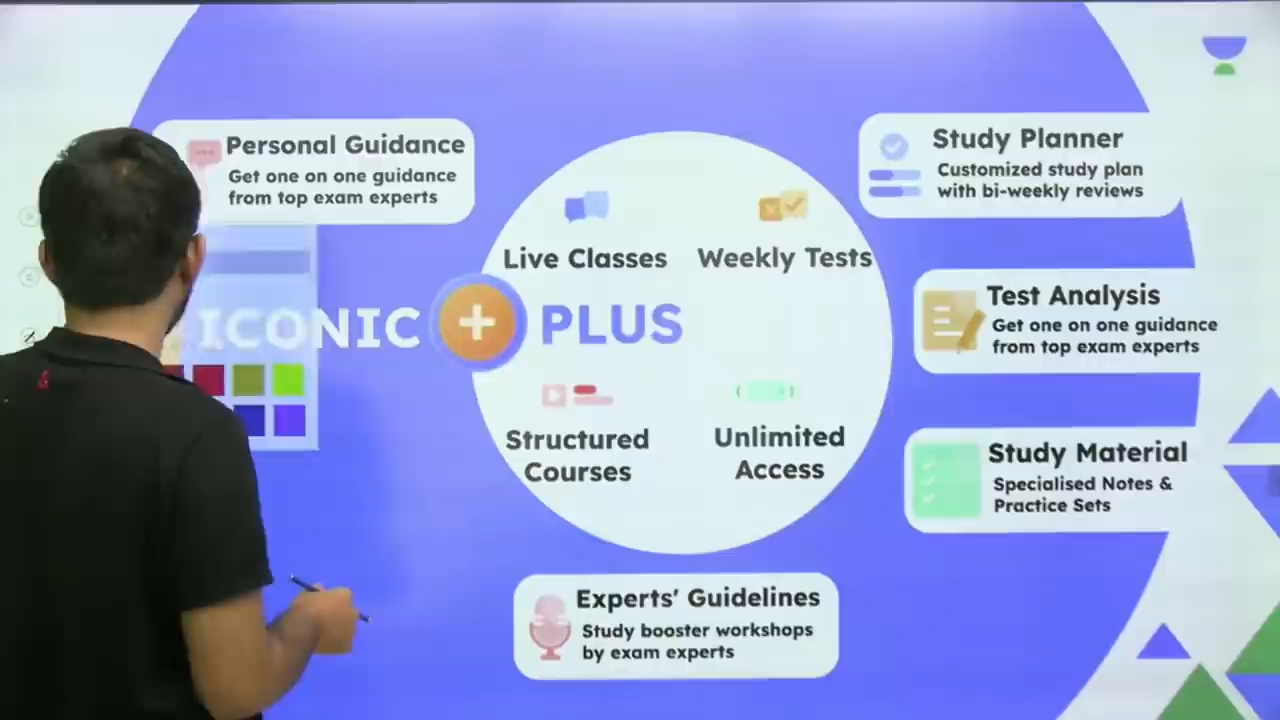 Personal Guidance
Get one on one guidance
from top exam experts
Live Classes
Weekly Tests
ICONIC
PLUS
Structured
Courses
Unlimited
Access
Study Planner
Customized study plan
with bi-weekly reviews
Test Analysis
Get one on one guidance
from top exam experts
Study Material
Specialised Notes &
Practice Sets
Experts' Guidelines
Study booster workshops
by exam experts